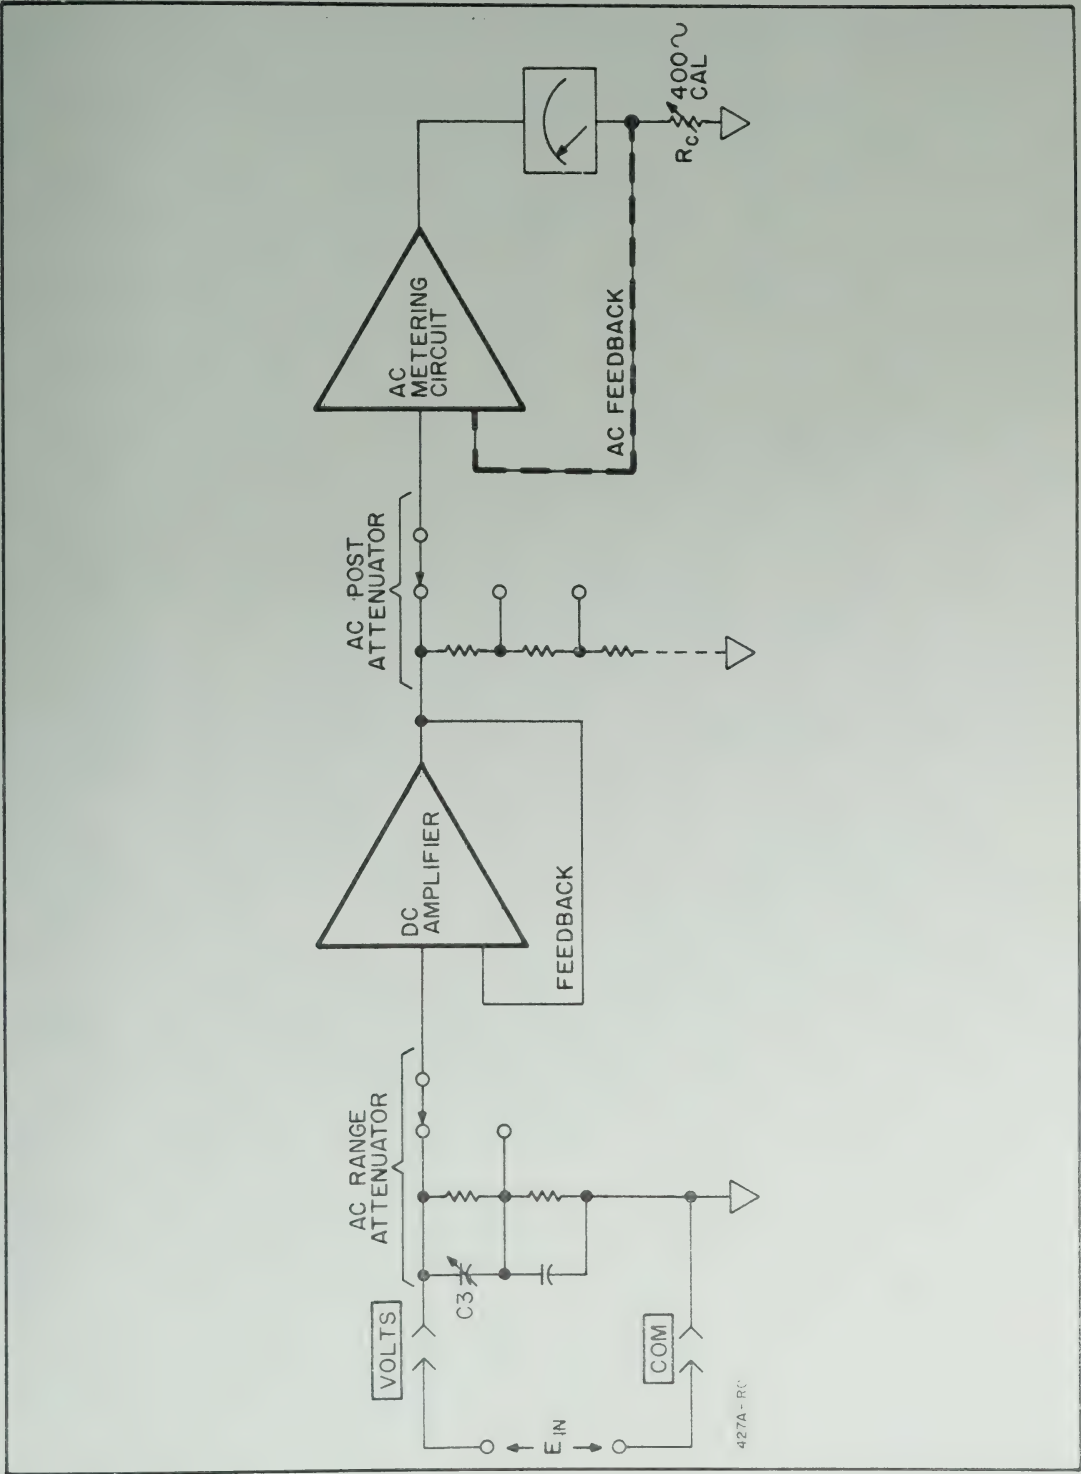 VOLTS
E IN
COM
C3
AC RANGE
ATTENUATOR
DC
AMPLIFIER
FEEDBACK
AC POST
ATTENUATOR
AC
METERING
CIRCUIT
AC FEEDBACK
RC
400~
CAL